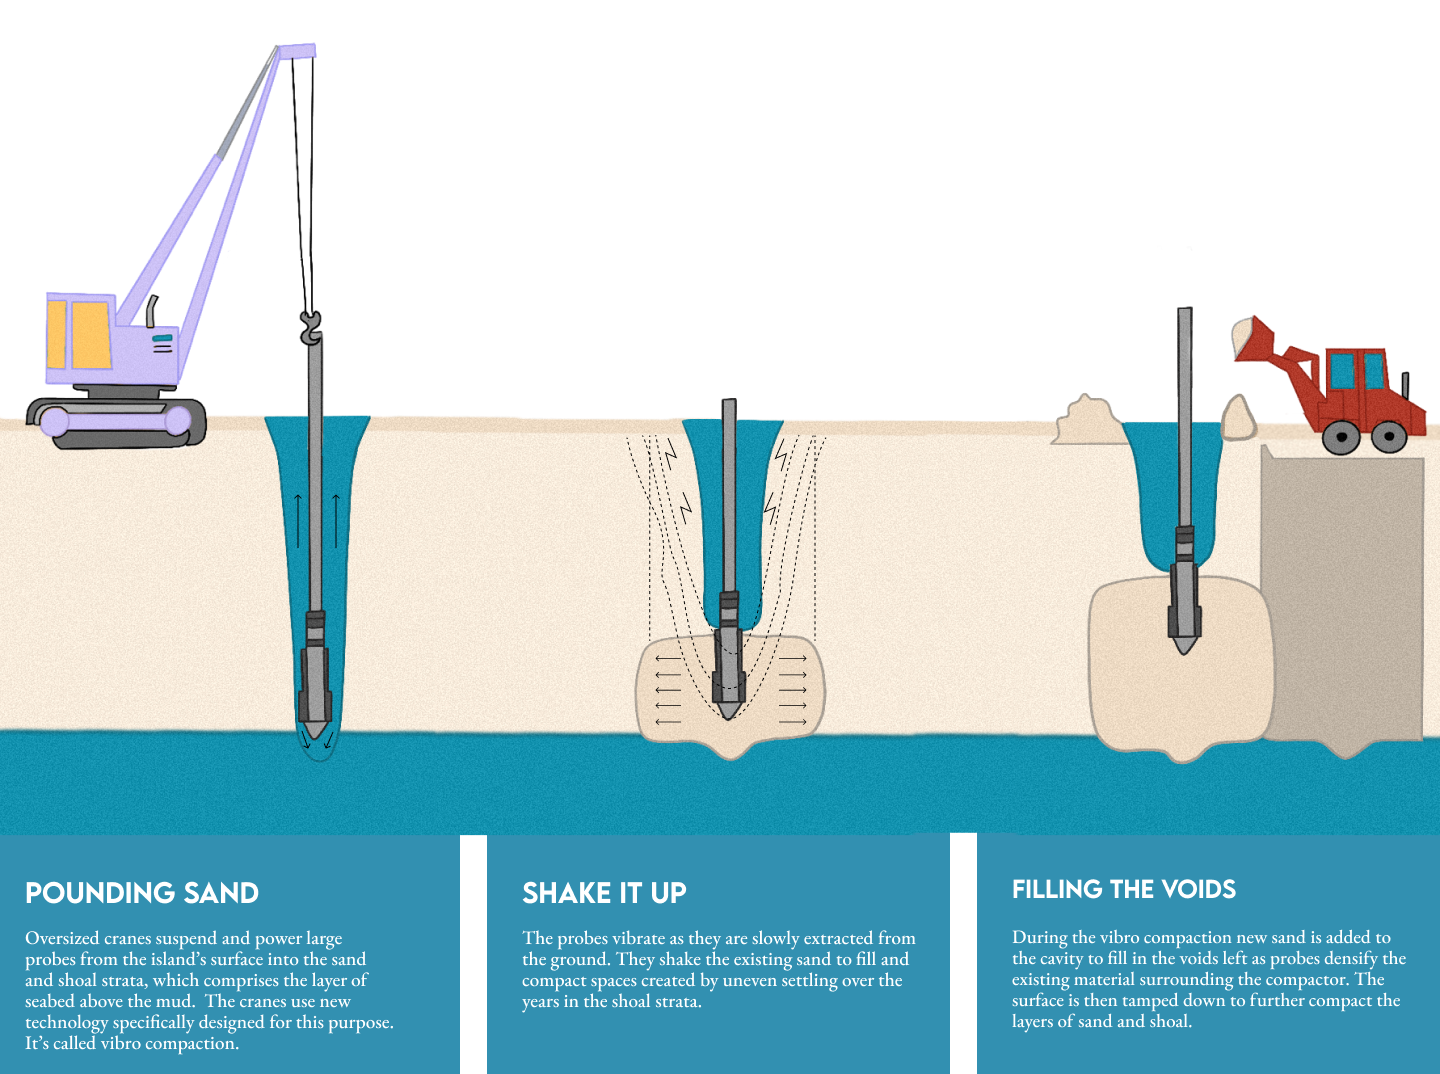 POUNDING SAND
Oversized cranes suspend and power large
probes from the island’s surface into the sand
and shoal strata, which comprises the layer of
seabed above the mud.  The cranes use new
technology specifically designed for this purpose.
It’s called vibro compaction.
SHAKE IT UP
The probes vibrate as they are slowly extracted from
the ground. They shake the existing sand to fill and
compact spaces created by uneven settling over the
years in the shoal strata.
FILLING THE VOIDS
During the vibro compaction new sand is added to
the cavity to fill in the voids left as probes densify the
existing material surrounding the compactor. The
surface is then tamped down to further compact the
layers of sand and shoal.